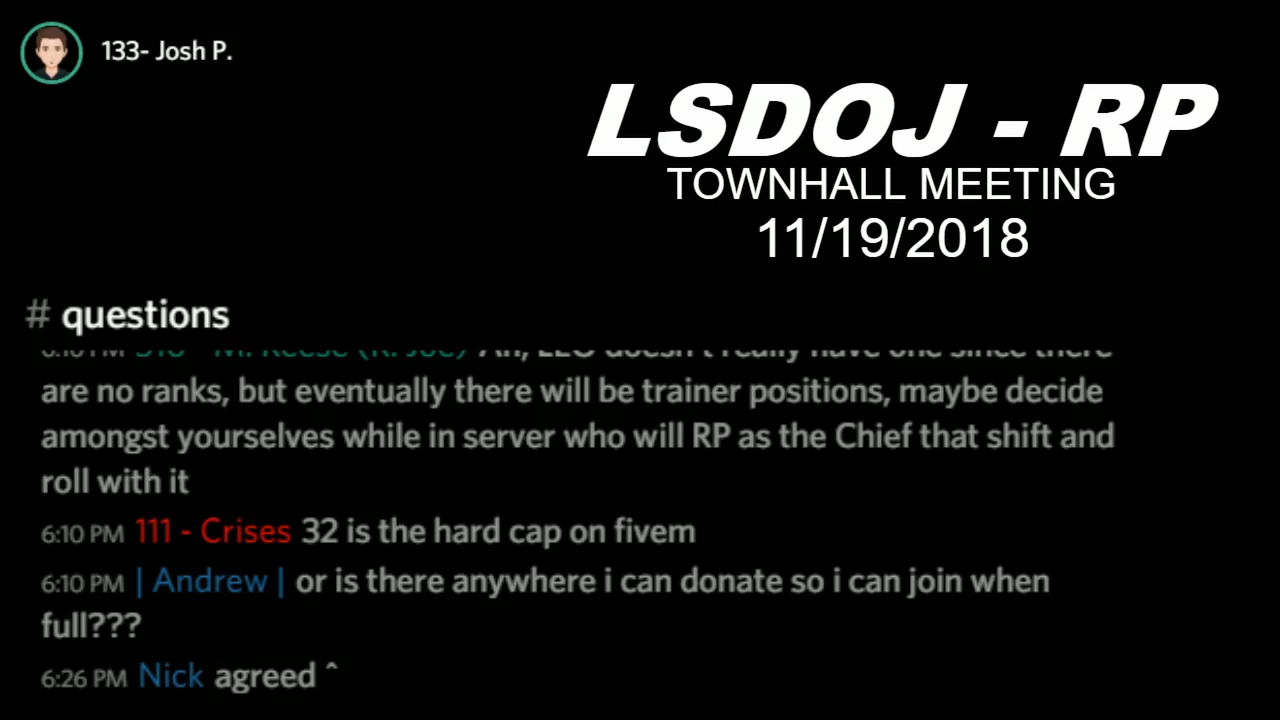 133- Josh P.
LSDOJ - RP
TOWNHALL MEETING
11/19/2018
# questions
are no ranks, but eventually there will be trainer positions, maybe decide
amongst yourselves while in server who will RP as the Chief that shift and
roll with it
6:10 PM 111 - Crises 32 is the hard cap on fivem
6:10 PM | Andrew | or is there anywhere i can donate so i can join when
full???
6:26 PM Nick agreed ^